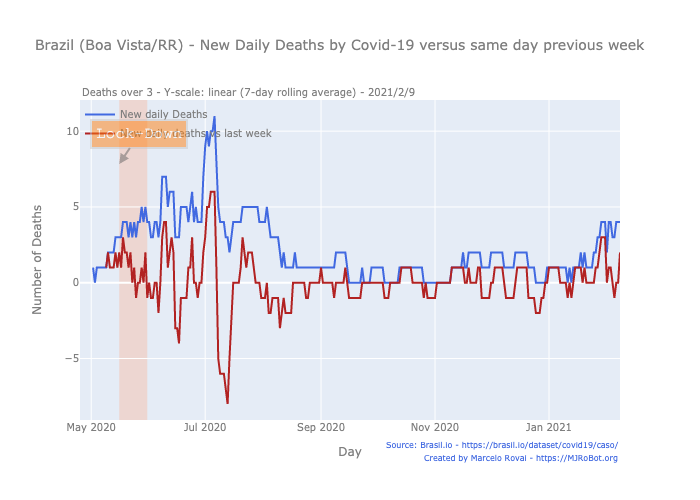 Brazil (Boa Vista/RR) - New Daily Deaths by Covid-19 versus same day previous week
Deaths over 3 - Y-scale: linear (7-day rolling average) - 2021/2/9
New daily Deaths
New daily deaths vs last week
Lock Down
10
5
0
−5
Number of Deaths
May 2020
Jul 2020
Sep 2020
Nov 2020
Jan 2021
Day
Source: Brasil.io - https://brasil.io/dataset/covid19/caso/
Created by Marcelo Rovai - https://MJRoBot.org